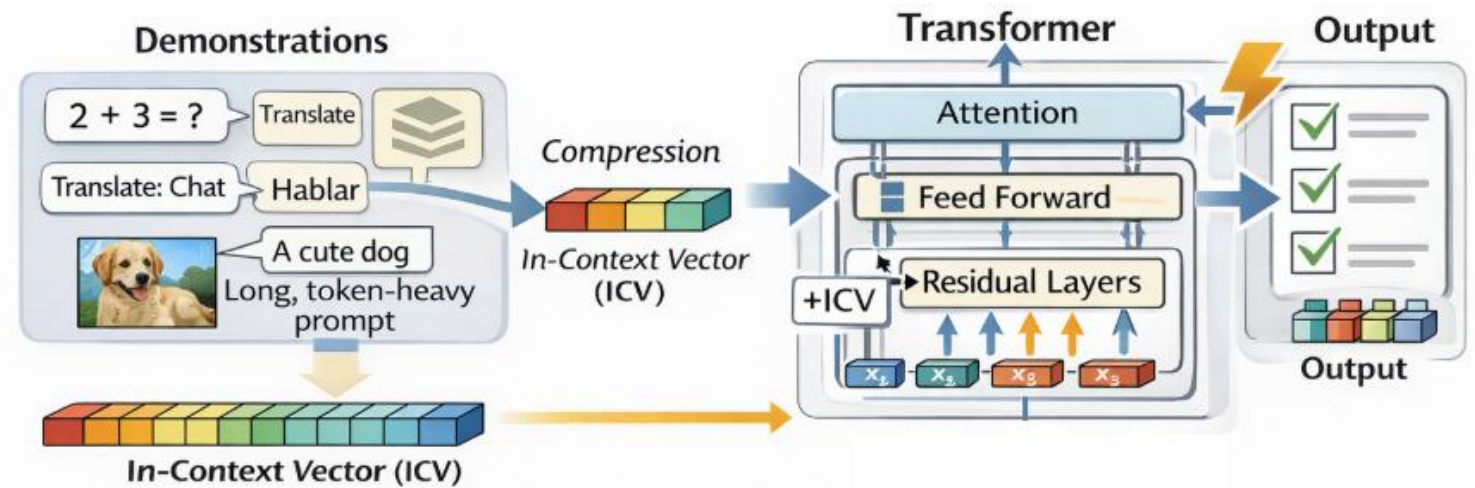 Demonstrations
2 + 3 = ?
Translate
Translate: Chat
Hablar
A cute dog
Long, token-heavy
prompt
Compression
In-Context Vector
(ICV)
In-Context Vector (ICV)
Transformer
Attention
Feed Forward
Residual Layers
+ICV
Output
Output